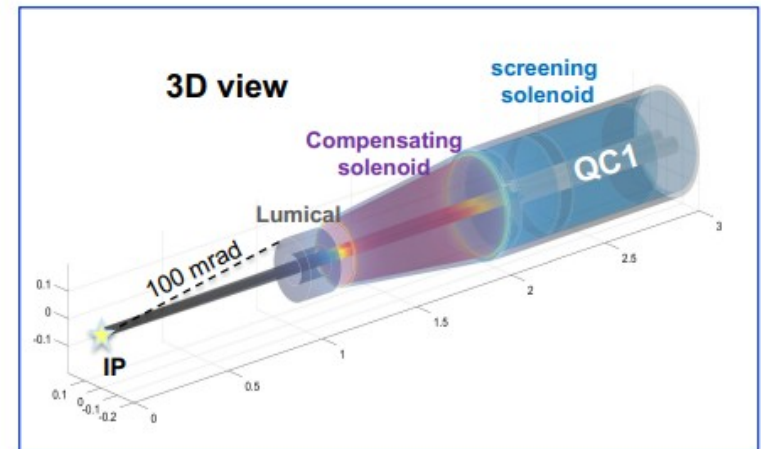 3D view
screening
solenoid
Compensating
solenoid
QC1
Lumical
100 mrad
IP
0.1
0
-0.1
0.1
0
-0.1
-0.2
0
0.5
1
1.5
2
2.5
3